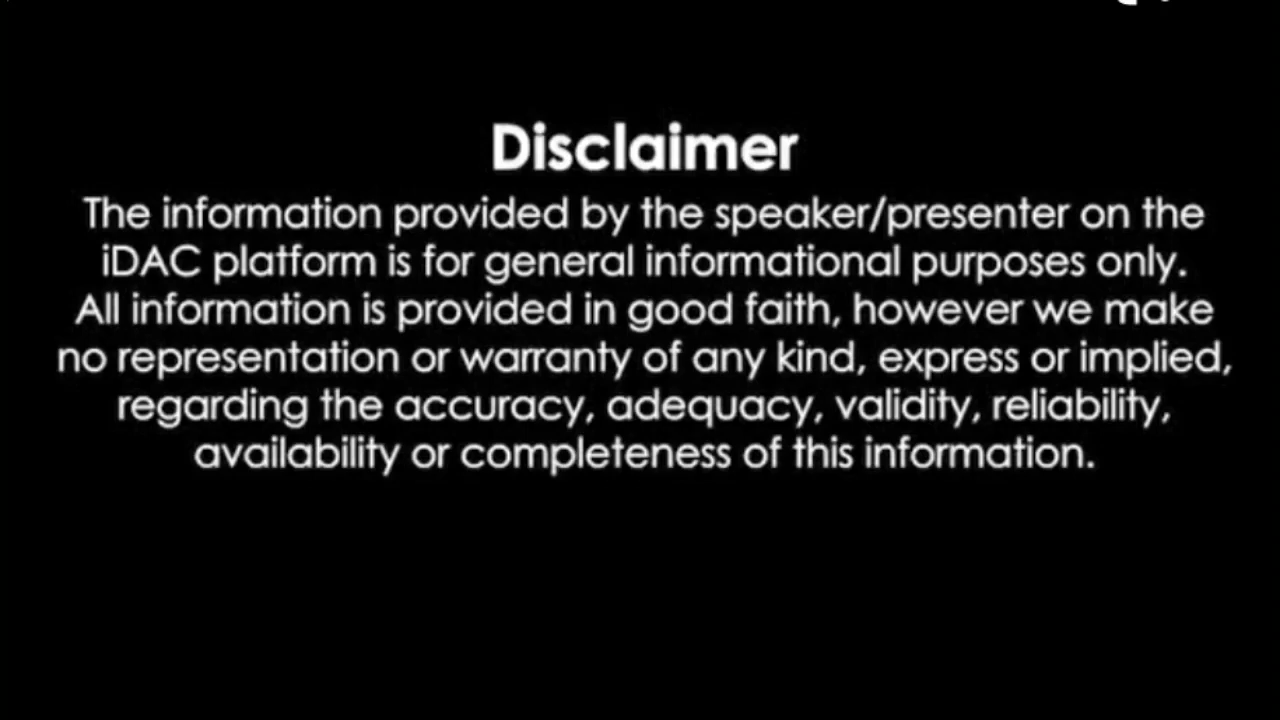 Disclaimer
The information provided by the speaker/presenter on the
iDAC platform is for general informational purposes only.
All information is provided in good faith, however we make
no representation or warranty of any kind, express or implied,
regarding the accuracy, adequacy, validity, reliability,
availability or completeness of this information.